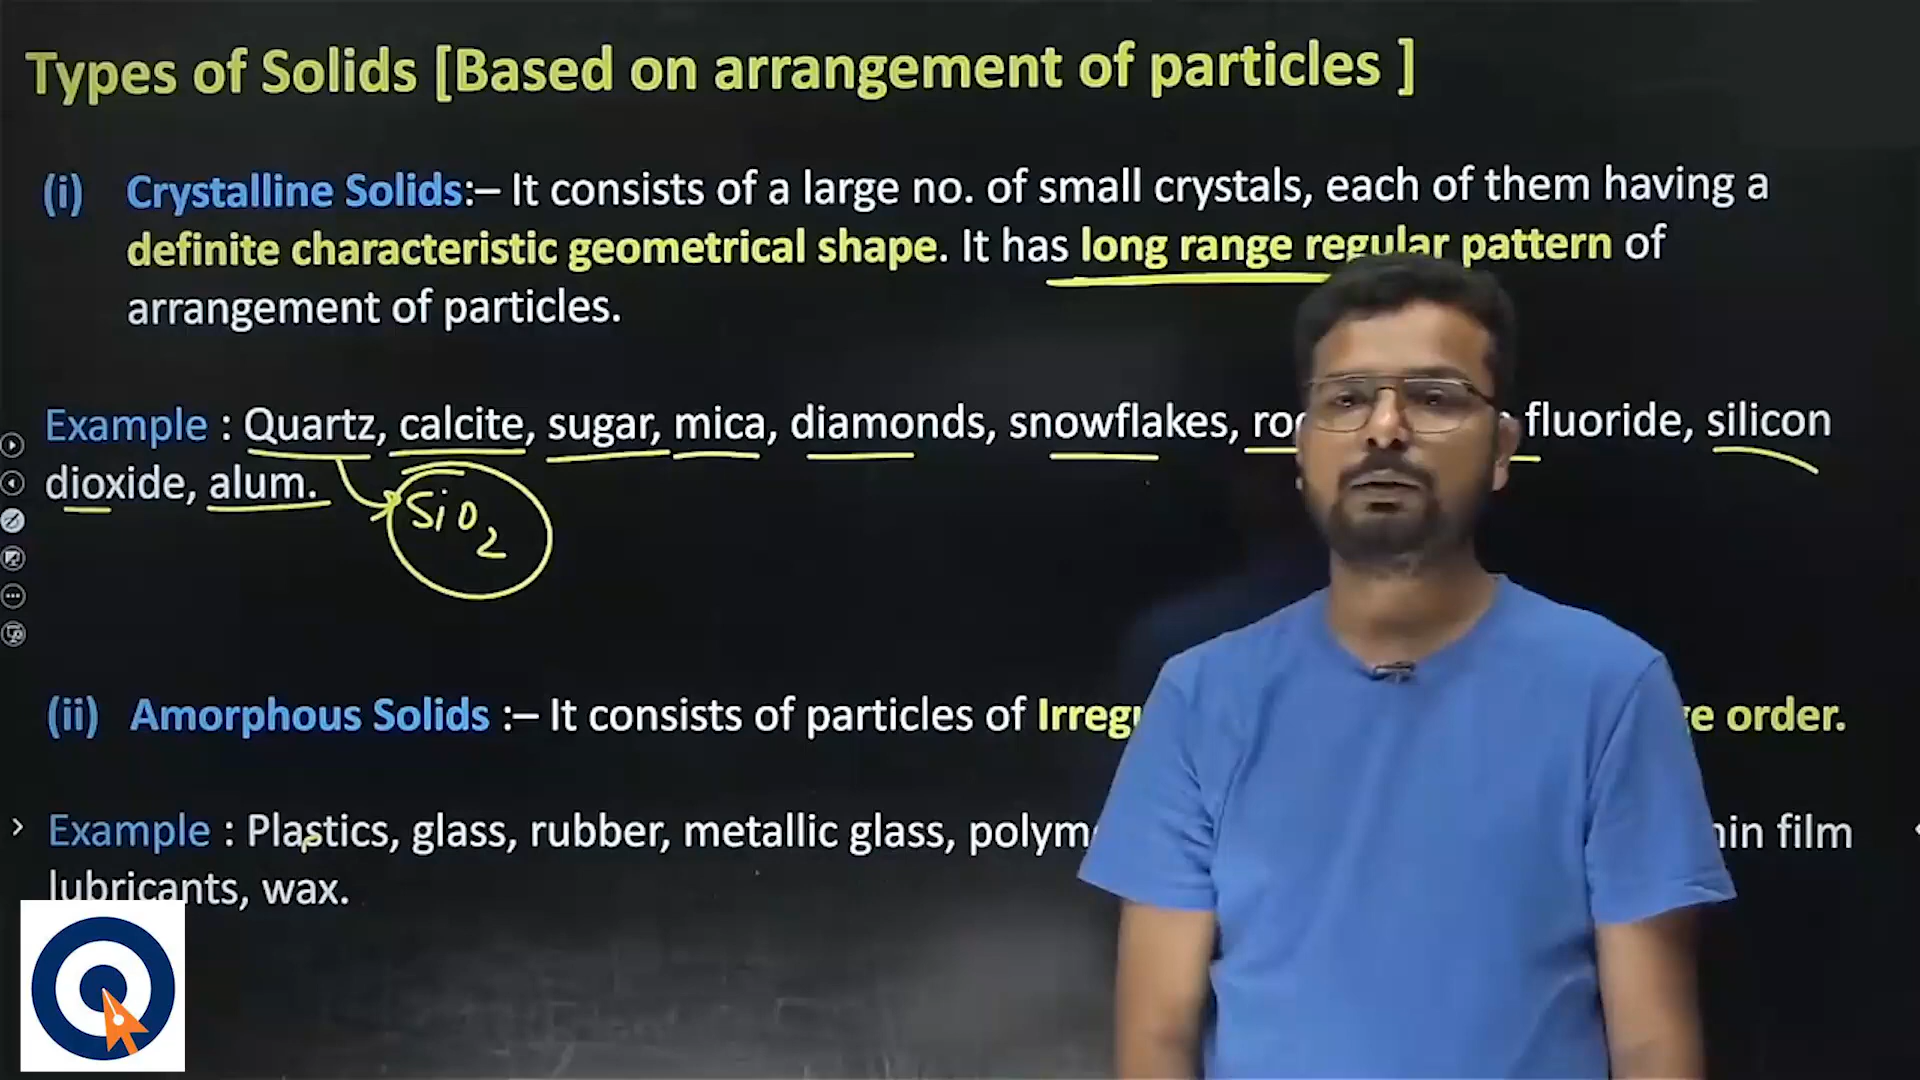 Types of Solids [Based on arrangement of particles ]
(i) Crystalline Solids:– It consists of a large no. of small crystals, each of them having a
definite characteristic geometrical shape. It has long range regular pattern of
arrangement of particles.
Example : Quartz, calcite, sugar, mica, diamonds, snowflakes, fluoride, silicon
dioxide, alum.
SiO2
(ii) Amorphous Solids :– It consists of particles of order.
Example : Plastics, glass, rubber, metallic glass, film
lubricants, wax.